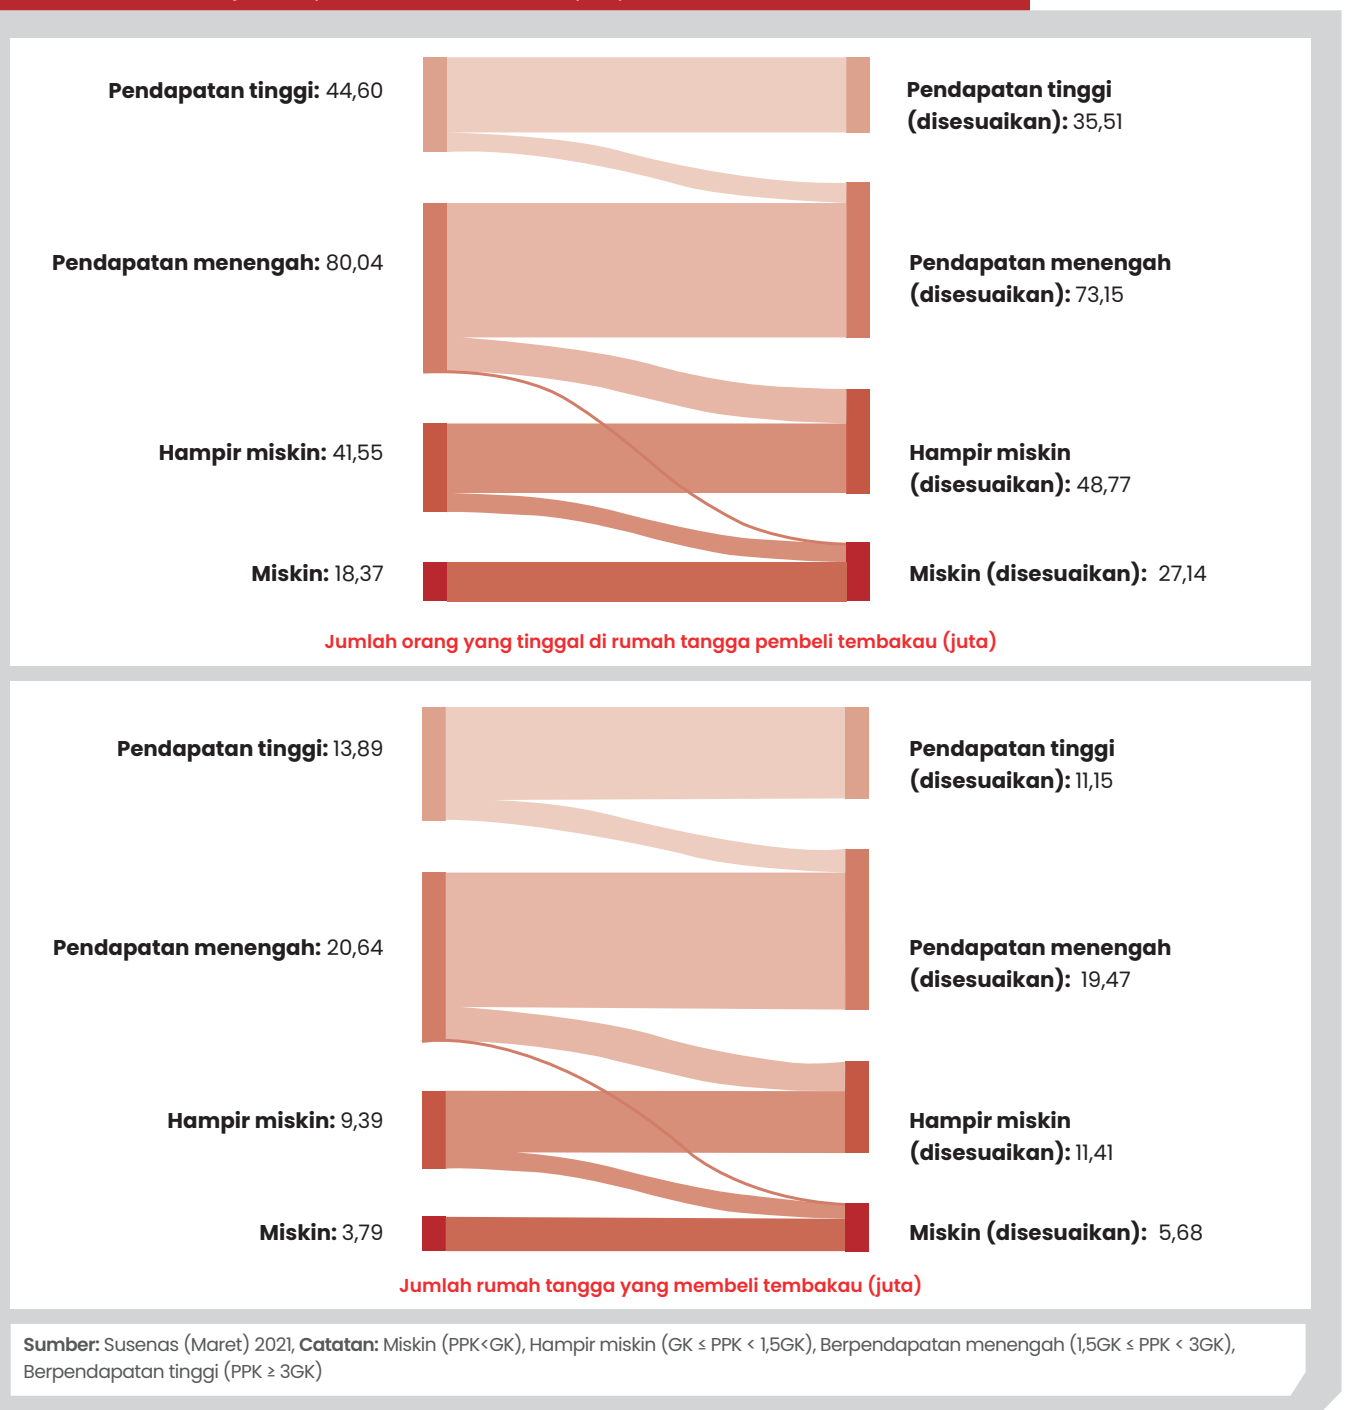 Pendapatan tinggi: 44,60
Pendapatan tinggi
(disesuaikan): 35,51
Pendapatan menengah: 80,04
Pendapatan menengah
(disesuaikan): 73,15
Hampir miskin: 41,55
Hampir miskin
(disesuaikan): 48,77
Miskin: 18,37
Miskin (disesuaikan): 27,14
Jumlah orang yang tinggal di rumah tangga pembeli tembakau (juta)
Pendapatan tinggi: 13,89
Pendapatan tinggi
(disesuaikan): 11,15
Pendapatan menengah: 20,64
Pendapatan menengah
(disesuaikan): 19,47
Hampir miskin: 9,39
Hampir miskin
(disesuaikan): 11,41
Miskin: 3,79
Miskin (disesuaikan): 5,68
Jumlah rumah tangga yang membeli tembakau (juta)
Sumber: Susenas (Maret) 2021, Catatan: Miskin (PPK<GK), Hampir miskin (GK ≤ PPK < 1,5GK), Berpendapatan menengah (1,5GK ≤ PPK < 3GK),
Berpendapatan tinggi (PPK ≥ 3GK)